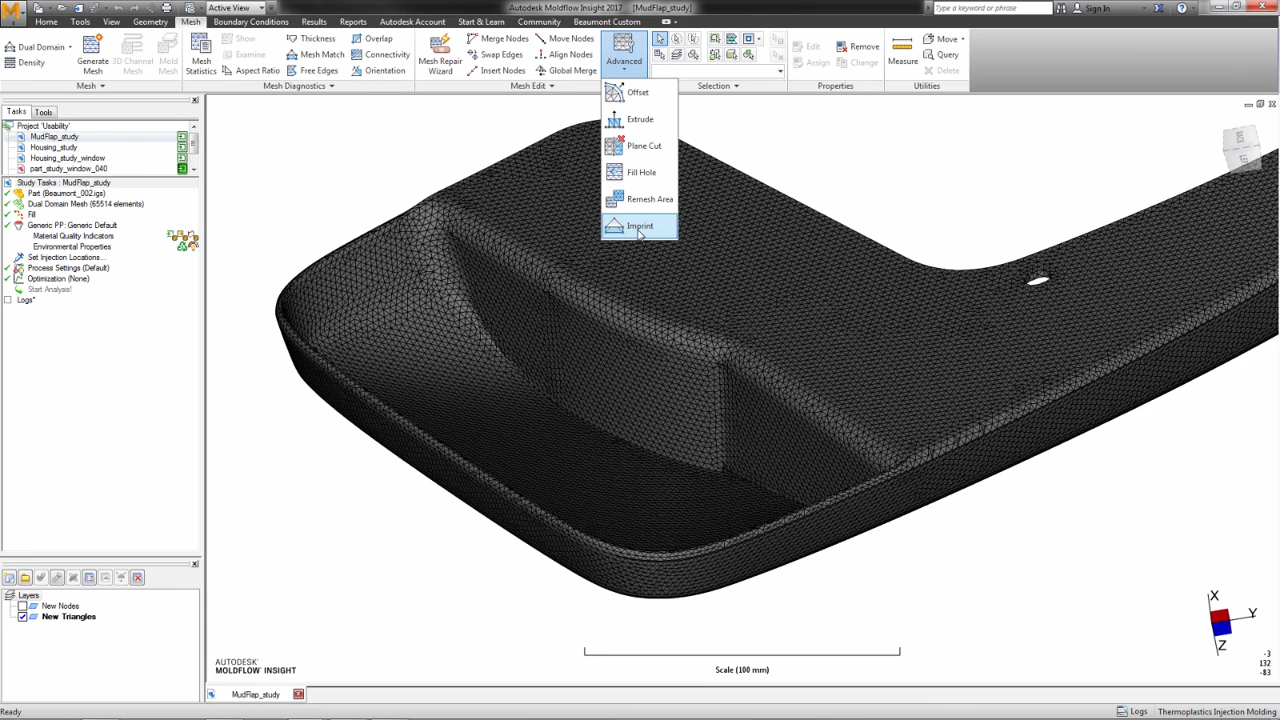 Active View
Autodesk Moldflow Insight 2017 [MudFlap_study]
Type a keyword or phrase
Sign In
Home Tools View Geometry Mesh Boundary Conditions Results Reports Autodesk Account Start & Learn Community Beaumont Custom
Dual Domain
Density
Generate Mesh
3D Channel Mesh
Mold Mesh
Mesh
Mesh Statistics
Show
Examine
Aspect Ratio
Thickness
Mesh Match
Free Edges
Overlap
Connectivity
Orientation
Mesh Diagnostics
Mesh Repair Wizard
Merge Nodes
Swap Edges
Insert Nodes
Move Nodes
Align Nodes
Global Merge
Mesh Edit
Advanced
Selection
Edit
Assign
Remove
Change
Properties
Measure
Move
Query
Delete
Utilities
Offset
Extrude
Plane Cut
Fill Hole
Remesh Area
Imprint
Tasks Tools
Project 'Usability'
MudFlap_study
Housing_study
Housing_study_window
part_study_window_040
Study Tasks : MudFlap_study
Part (Beaumont_002.igs)
Dual Domain Mesh (65514 elements)
Fill
Generic PP: Generic Default
Material Quality Indicators
Environmental Properties
Set Injection Locations...
Process Settings (Default)
Optimization (None)
Start Analysis!
Logs*
Layers
New Nodes
New Triangles
AUTODESK'
MOLDFLOW' INSIGHT
Scale (100 mm)
X
Y
Z
-3
132
-83
MudFlap_study
Ready
Logs
Thermoplastics Injection Molding